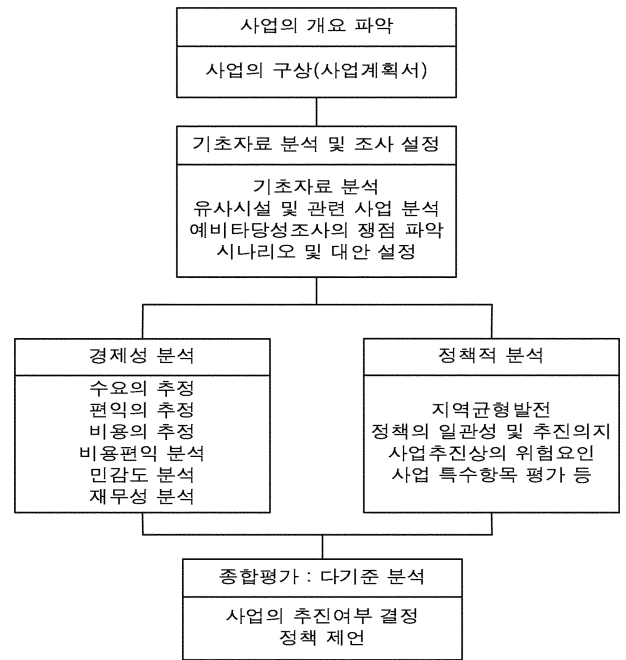 사업의 개요 파악
사업의 구상(사업계획서)
기초자료 분석 및 조사 설정
기초자료 분석
유사시설 및 관련 사업 분석
예비타당성조사의 쟁점 파악
시나리오 및 대안 설정
경제성 분석
수요의 추정
편익의 추정
비용의 추정
비용편익 분석
민감도 분석
재무성 분석
정책적 분석
지역균형발전
정책의 일관성 및 추진의지
사업추진상의 위험요인
사업 특수항목 평가 등
종합평가 : 다기준 분석
사업의 추진여부 결정
정책 제언